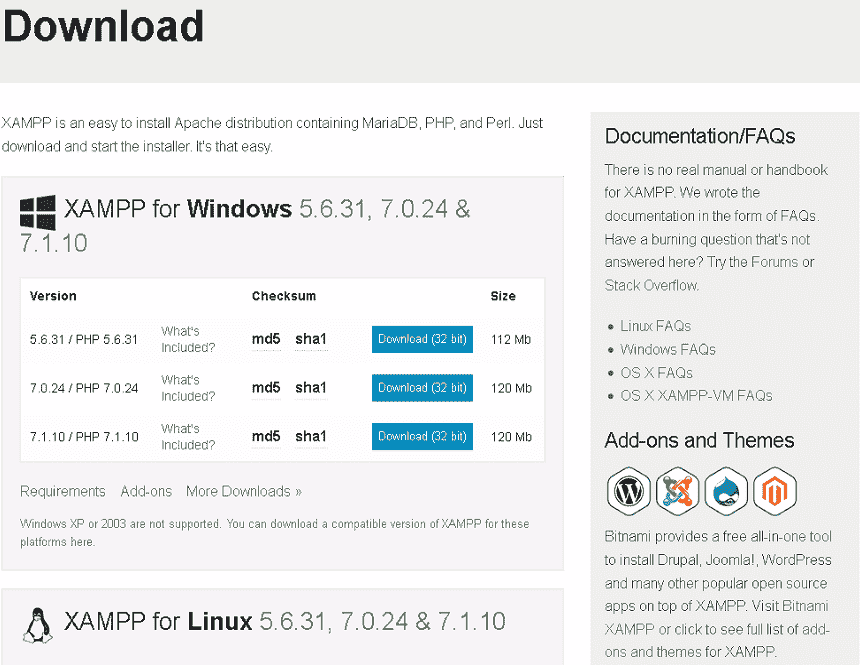 Download
XAMPP is an easy to install Apache distribution containing MariaDB, PHP, and Perl. Just
download and start the installer. It's that easy.
XAMPP for Windows 5.6.31, 7.0.24 &
7.1.10
Version Checksum Size
5.6.31 / PHP 5.6.31 What's Included? md5 sha1 Download (32 bit) 112 Mb
7.0.24 / PHP 7.0.24 What's Included? md5 sha1 Download (32 bit) 120 Mb
7.1.10 / PHP 7.1.10 What's Included? md5 sha1 Download (32 bit) 120 Mb
Requirements Add-ons More Downloads »
Windows XP or 2003 are not supported. You can download a compatible version of XAMPP for these
platforms here.
XAMPP for Linux 5.6.31, 7.0.24 & 7.1.10
Documentation/FAQs
There is no real manual or handbook
for XAMPP. We wrote the
documentation in the form of FAQs.
Have a burning question that's not
answered here? Try the Forums or
Stack Overflow.
• Linux FAQs
• Windows FAQs
• OS X FAQs
• OS X XAMPP-VM FAQs
Add-ons and Themes
Bitnami provides a free all-in-one tool
to install Drupal, Joomla!, WordPress
and many other popular open source
apps on top of XAMPP. Visit Bitnami
XAMPP or click to see full list of add-
ons and themes for XAMPP.